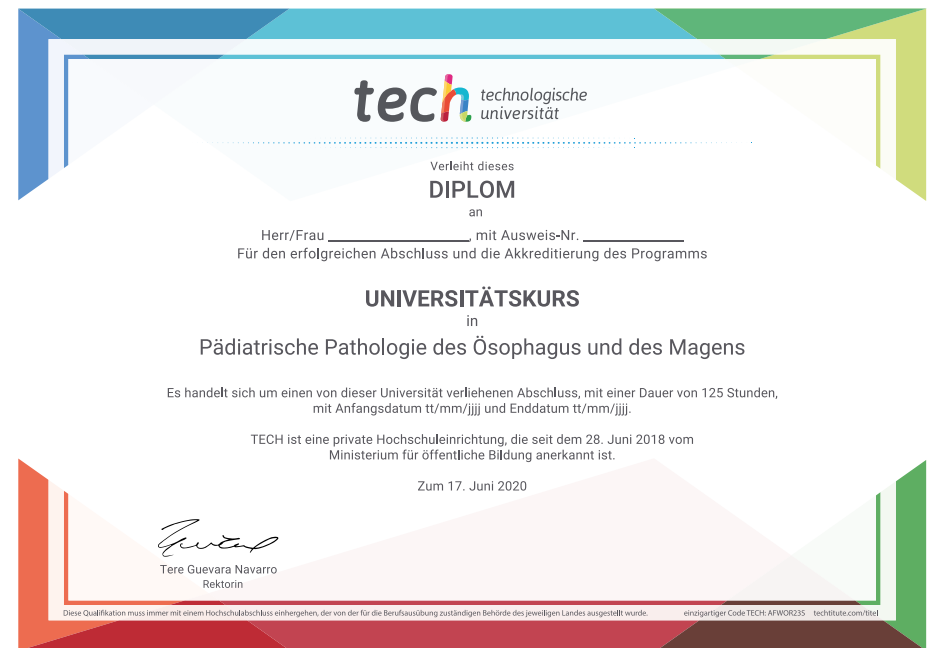 tech technologische
universität
Verleiht dieses
DIPLOM
an
Herr/Frau ____________________, mit Ausweis-Nr. ______________
Für den erfolgreichen Abschluss und die Akkreditierung des Programms
UNIVERSITÄTSKURS
in
Pädiatrische Pathologie des Ösophagus und des Magens
Es handelt sich um einen von dieser Universität verliehenen Abschluss, mit einer Dauer von 125 Stunden,
mit Anfangsdatum tt/mm/jjjj und Enddatum tt/mm/jjjj.
TECH ist eine private Hochschuleinrichtung, die seit dem 28. Juni 2018 vom
Ministerium für öffentliche Bildung anerkannt ist.
Zum 17. Juni 2020
Tere Guevara Navarro
Rektorin
Diese Qualifikation muss immer mit einem Hochschulabschluss einhergehen, der von der für die Berufsausübung zuständigen Behörde des jeweiligen Landes ausgestellt wurde. einzigartiger Code TECH: AFWOR23S techtitute.com/titel